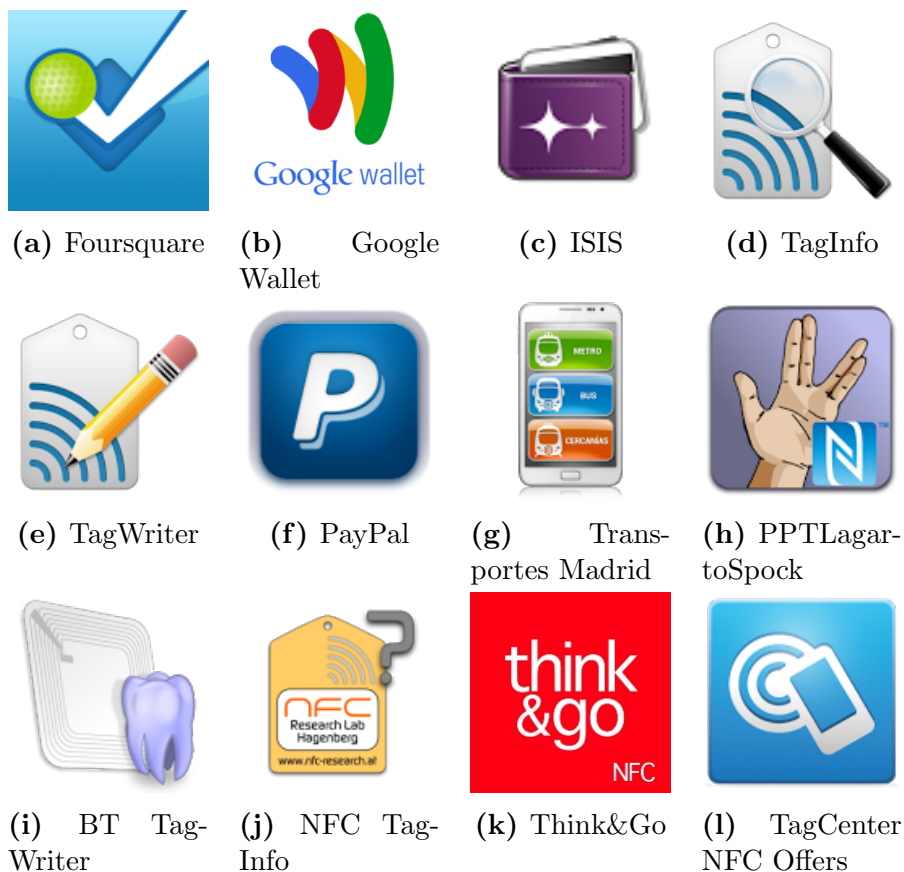 Google wallet
(a) Foursquare
(b) Google
Wallet
(c) ISIS
(d) TagInfo
P
METRO
BUS
CERCANÍAS
N
™
(e) TagWriter
(f) PayPal
(g) Trans-
portes Madrid
(h) PPTLagar-
toSpock
?
NFC
Research Lab
Hagenberg
www.nfc-research.at
think
&go
NFC
(i) BT Tag-
Writer
(j) NFC Tag-
Info
(k) Think&Go
(l) TagCenter
NFC Offers